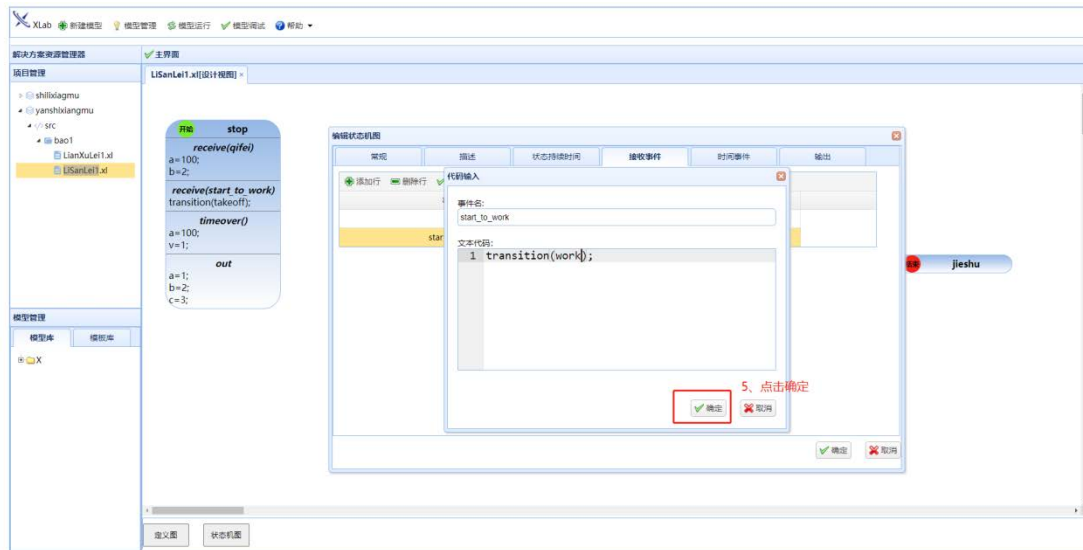 XLab 新建模型 模型管理 模型运行 模型调试 帮助
解决方案资源管理器
主界面
项目管理
LiSanLei1.xl[设计视图] ×
shilixiagmu
yanshixiangmu
src
bao1
LianXuLei1.xl
LiSanLei1.xl
开始 stop
receive(qifei)
a=100;
b=2;
receive(start_to_work)
transition(takeoff);
timeover()
a=100;
v=1;
out
a=1;
b=2;
c=3;
编辑状态机图
常规 描述 状态持续时间 接收事件 时间事件 输出
添加行 删除行
star
代码输入
事件名:
start_to_work
文本代码:
1 transition(work);
5、点击确定
确定 取消
确定 取消
jieshu
模型管理
模型库 模板库
X
定义图 状态机图